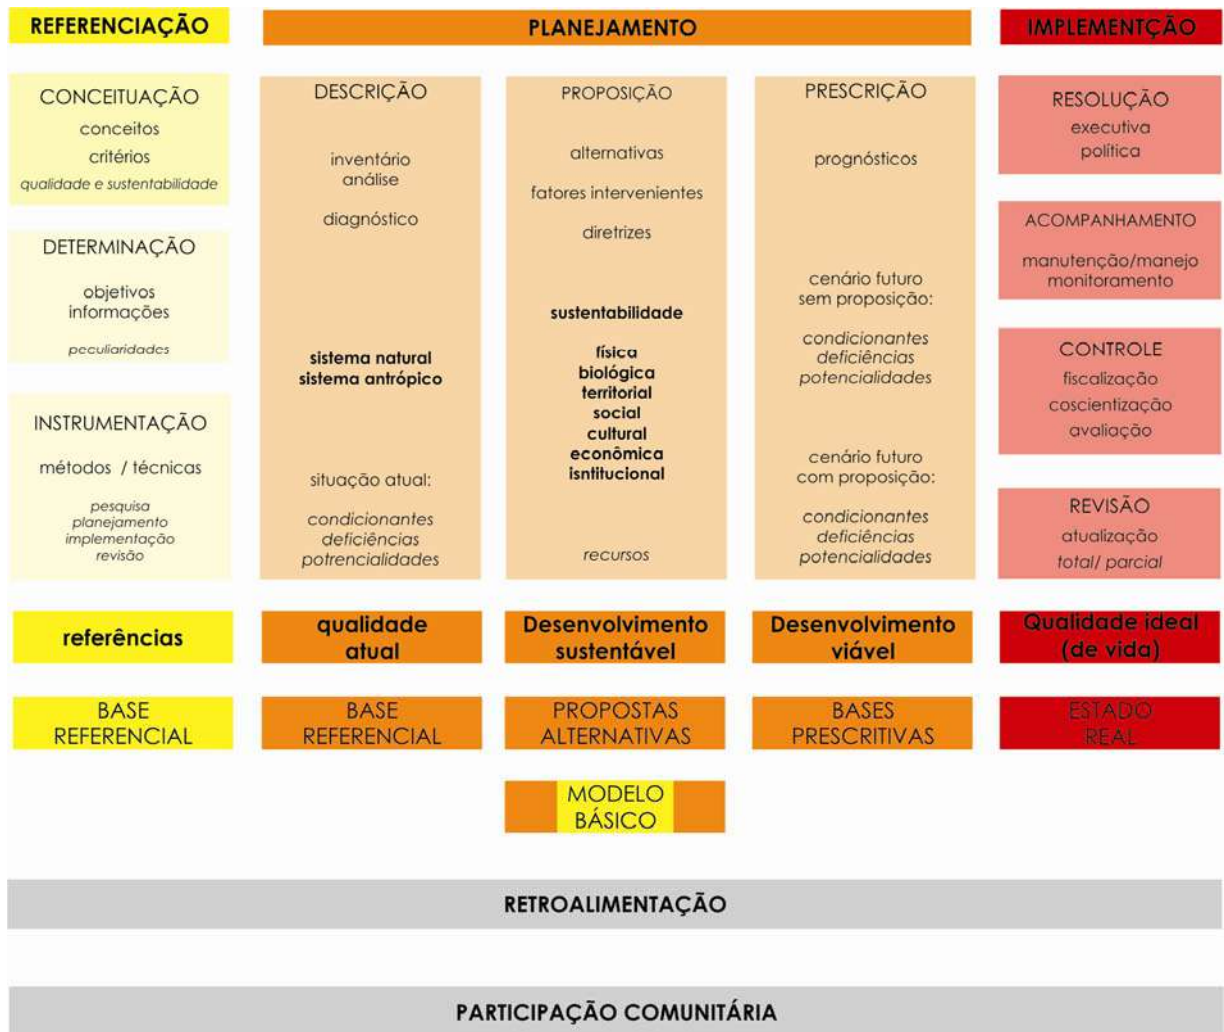 REFERENCIAÇÃO
PLANEJAMENTO
IMPLEMENTÇÃO
CONCEITUAÇÃO
conceitos
critérios
qualidade e sustentabilidade
DETERMINAÇÃO
objetivos
informações
peculiaridades
INSTRUMENTAÇÃO
métodos / técnicas
pesquisa
planejamento
implementação
revisão
DESCRIÇÃO
inventário
análise
diagnóstico
sistema natural
sistema antrópico
situação atual:
condicionantes
deficiências
potrencialidades
PROPOSIÇÃO
alternativas
fatores intervenientes
diretrizes
sustentabilidade
física
biológica
territorial
social
cultural
econômica
isntitucional
recursos
PRESCRIÇÃO
prognósticos
cenário futuro
sem proposição:
condicionantes
deficiências
potencialidades
cenário futuro
com proposição:
condicionantes
deficiências
potencialidades
RESOLUÇÃO
executiva
política
ACOMPANHAMENTO
manutenção/manejo
monitoramento
CONTROLE
fiscalização
coscientização
avaliação
REVISÃO
atualização
total/ parcial
referências
qualidade
atual
Desenvolvimento
sustentável
Desenvolvimento
viável
Qualidade ideal
(de vida)
BASE
REFERENCIAL
BASE
REFERENCIAL
PROPOSTAS
ALTERNATIVAS
BASES
PRESCRITIVAS
ESTADO
REAL
MODELO
BÁSICO
RETROALIMENTAÇÃO
PARTICIPAÇÃO COMUNITÁRIA